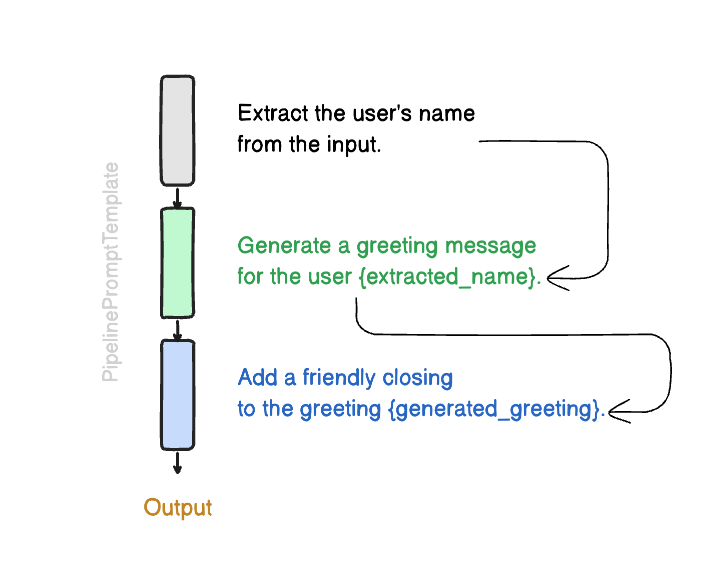 Extract the user's name
from the input.
PipelinePromptTemplate
Generate a greeting message
for the user {extracted_name}.
Add a friendly closing
to the greeting {generated_greeting}.
Output